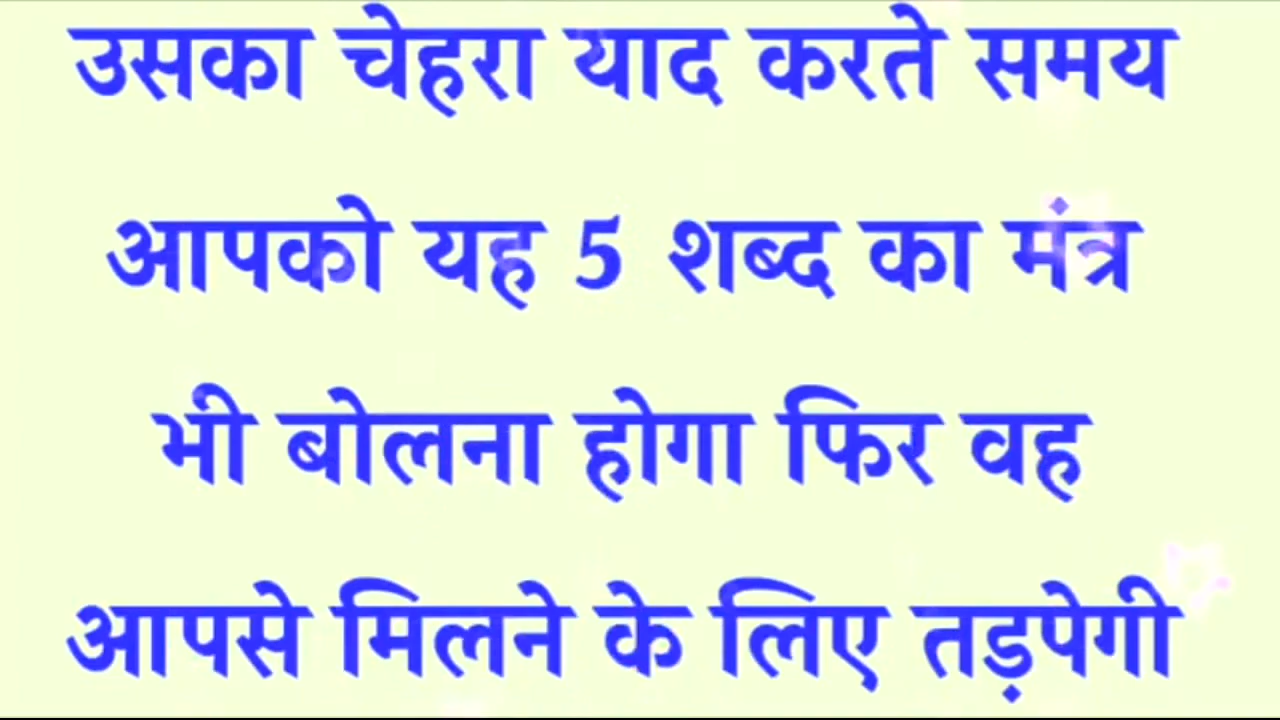 उसका चेहरा याद करते समय
आपको यह 5 शब्द का मंत्र
भी बोलना होगा फिर वह
आपसे मिलने के लिए तड़पेगी